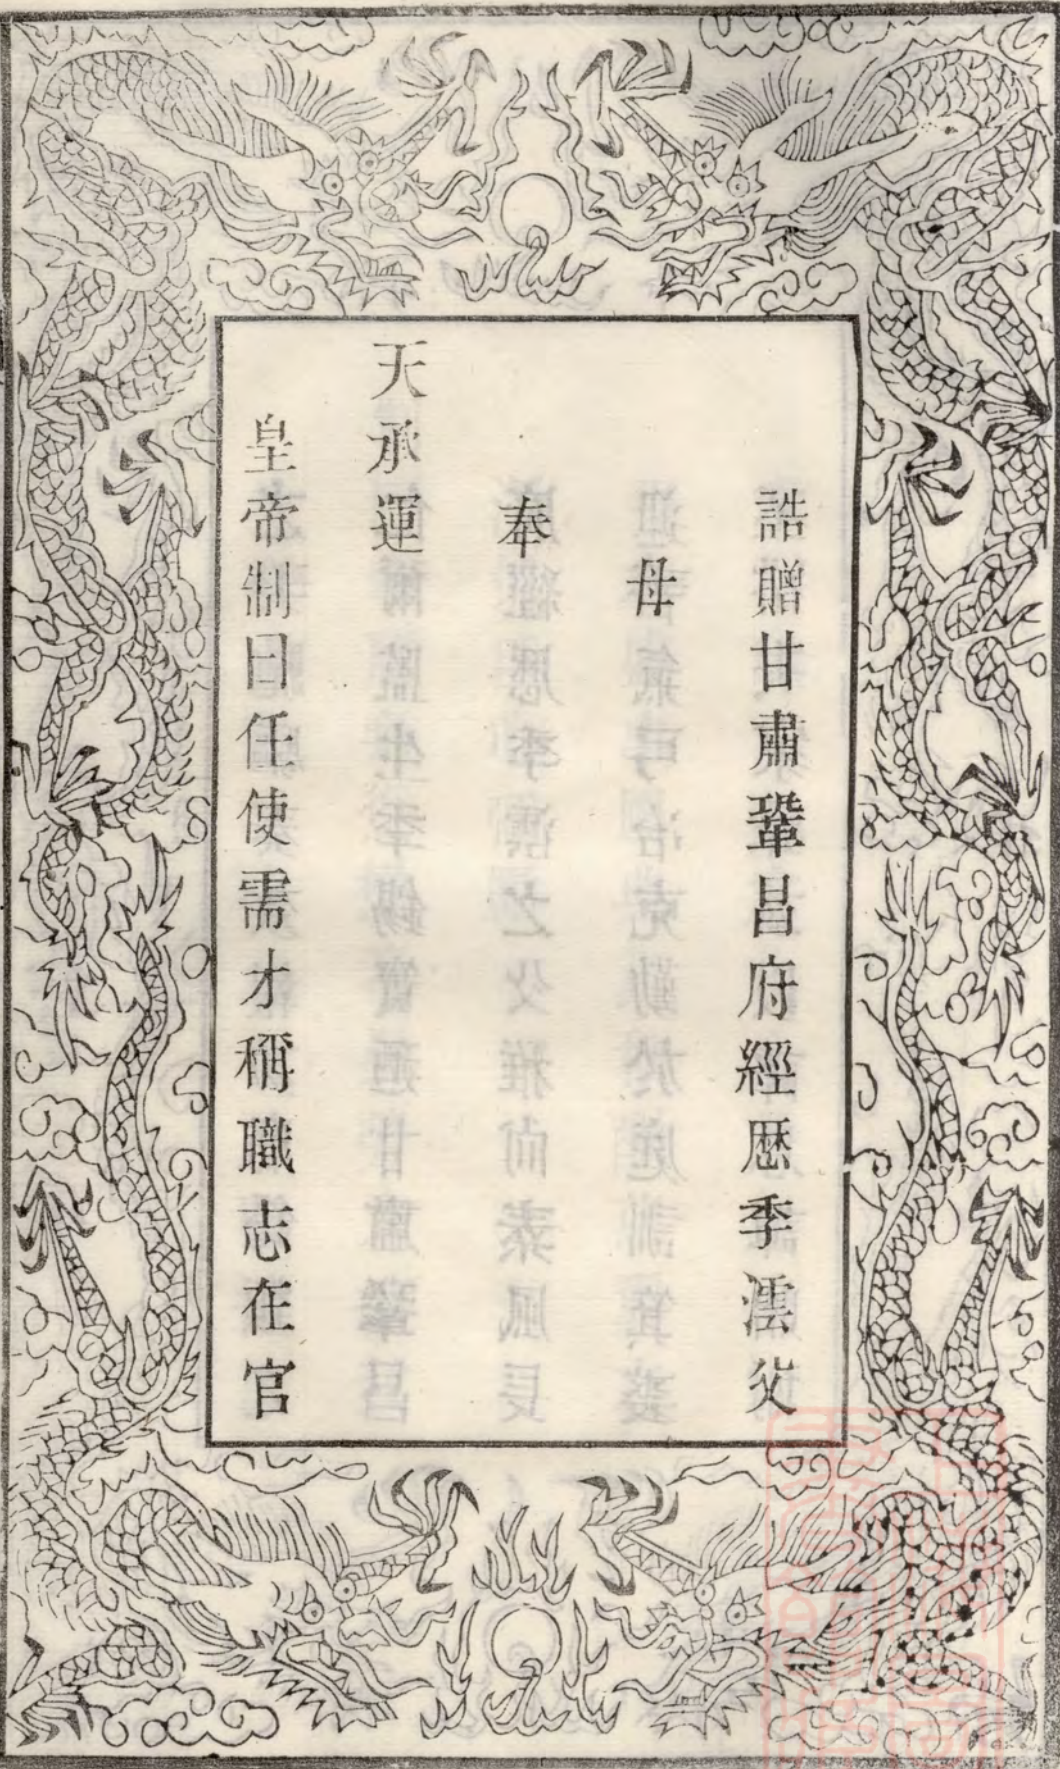 誥贈甘肅鞏昌府經歷季澐父
母
奉
天承運
皇帝制曰任使需才稱職志在官